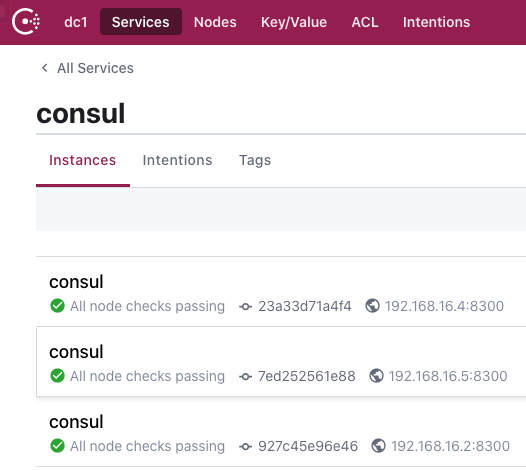 dc1 Services Nodes Key/Value ACL Intentions
All Services
consul
Instances Intentions Tags
consul
All node checks passing 23a33d71a4f4 192.168.16.4:8300
consul
All node checks passing 7ed252561e88 192.168.16.5:8300
consul
All node checks passing 927c45e96e46 192.168.16.2:8300